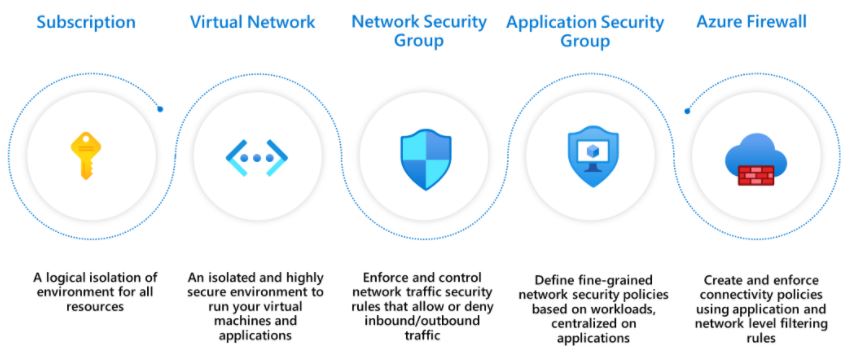 Subscription
Virtual Network
Network Security
Group
Application Security
Group
Azure Firewall
A logical isolation of
environment for all
resources
An isolated and highly
secure environment to
run your virtual
machines and
applications
Enforce and control
network traffic security
rules that allow or deny
inbound/outbound
traffic
Define fine-grained
network security policies
based on workloads,
centralized on
applications
Create and enforce
connectivity policies
using application and
network level filtering
rules